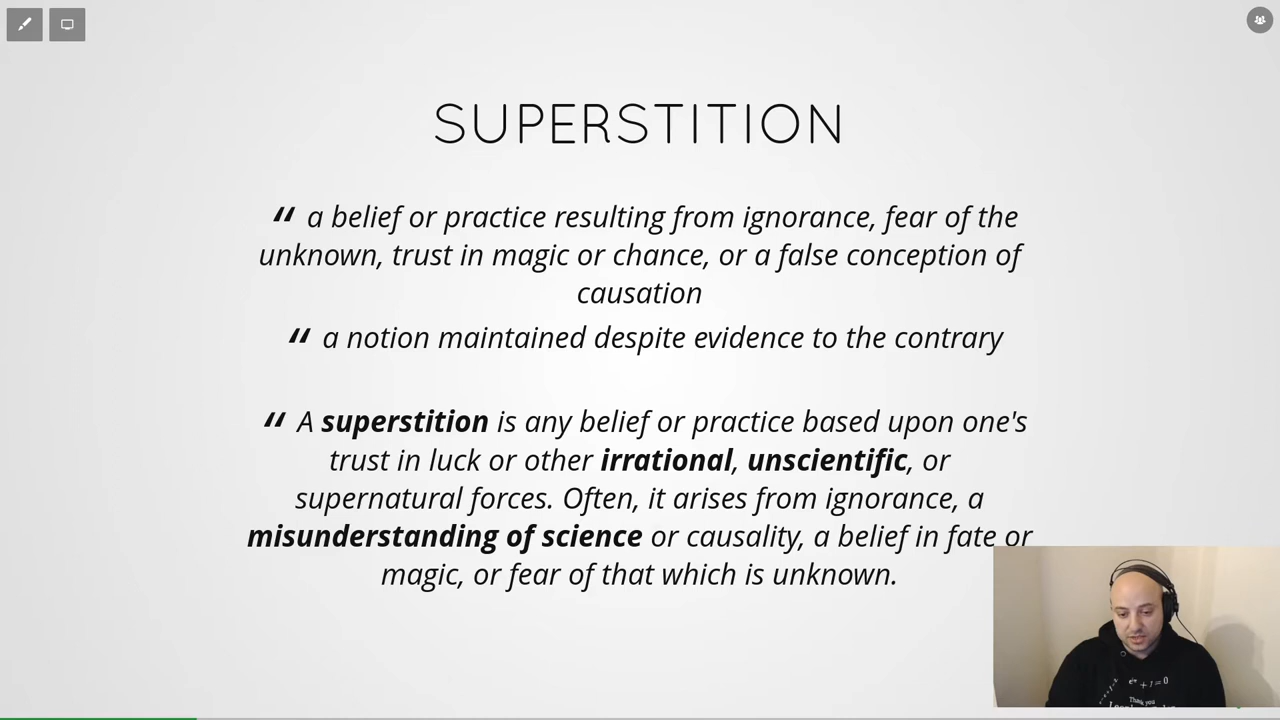 SUPERSTITION
“ a belief or practice resulting from ignorance, fear of the
unknown, trust in magic or chance, or a false conception of
causation
“ a notion maintained despite evidence to the contrary
“ A superstition is any belief or practice based upon one's
trust in luck or other irrational, unscientific, or
supernatural forces. Often, it arises from ignorance, a
misunderstanding of science or causality, a belief in fate or
magic, or fear of that which is unknown.
Thank you